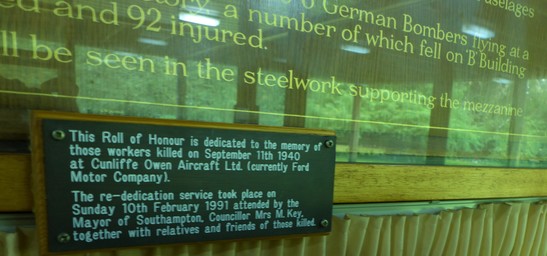 uselages
a number of German Bombers flying at a
ed and 92 injured. a number of which fell on 'B' Building
ll be seen in the steelwork supporting the mezzanine
This Roll of Honour is dedicated to the memory of
those workers killed on September 11th 1940
at Cunliffe Owen Aircraft Ltd. (currently Ford
Motor Company).
The re-dedication service took place on
Sunday 10th February 1991 attended by the
Mayor of Southampton, Councillor Mrs M. Key,
together with relatives and friends of those killed.